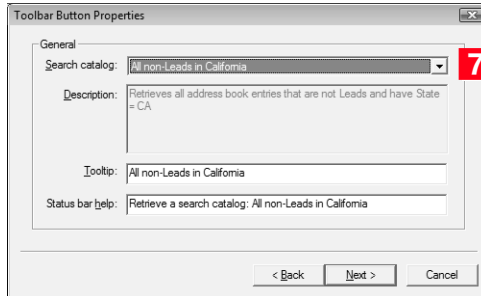 Toolbar Button Properties
General
Search catalog: All non-Leads in California
7
Description: Retrieves all address book entries that are not Leads and have State
= CA
Tooltip: All non-Leads in California
Status bar help: Retrieve a search catalog: All non-Leads in California
< Back Next > Cancel